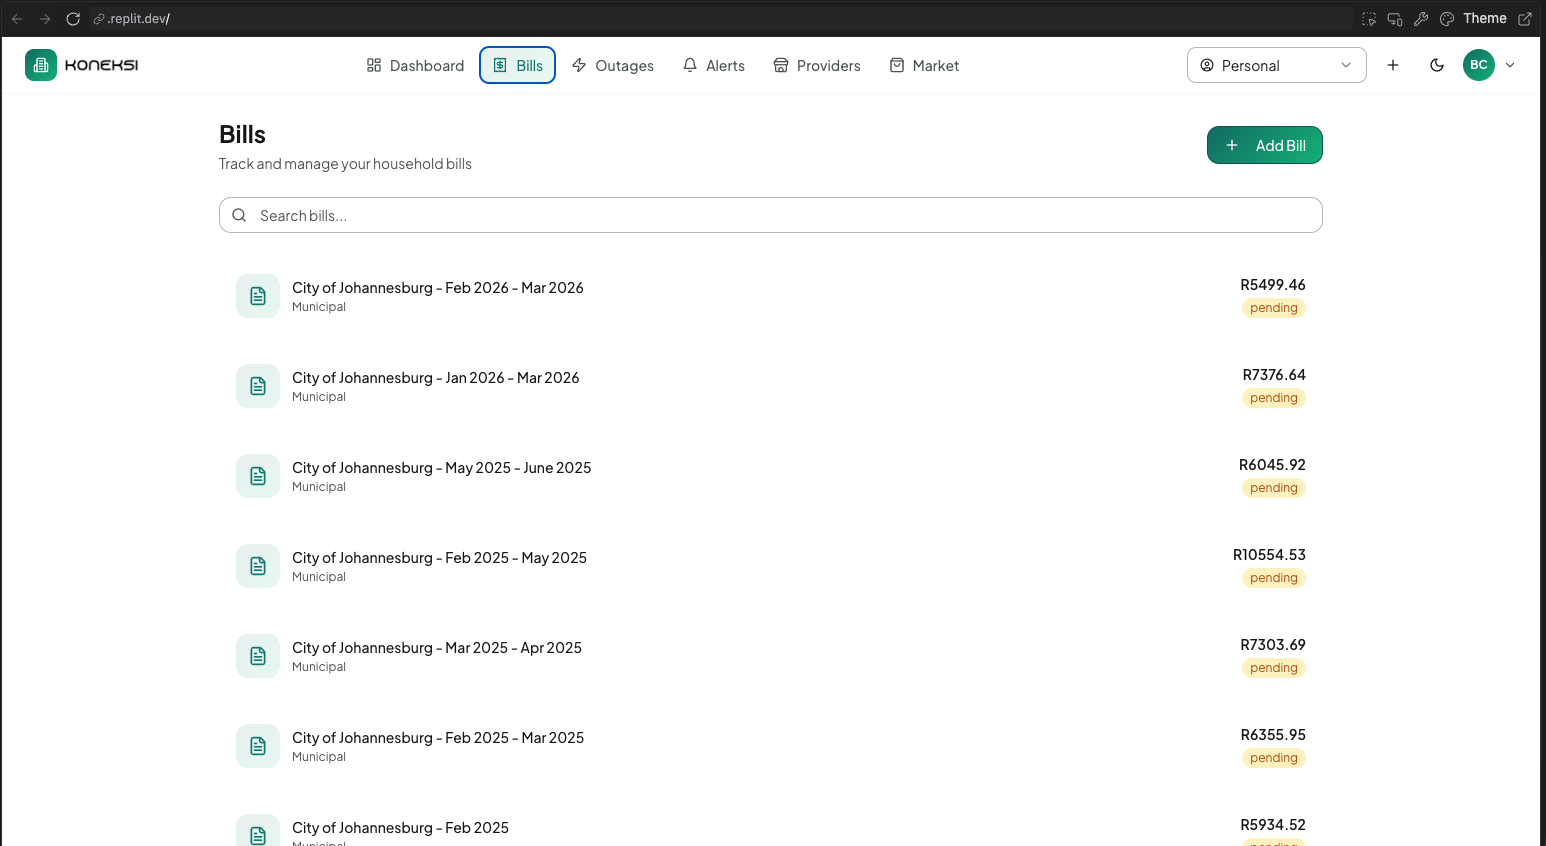 .replit.dev/
Theme
KONEKSI
Dashboard
Bills
Outages
Alerts
Providers
Market
Personal
BC
Bills
Track and manage your household bills
Add Bill
Search bills...
City of Johannesburg - Feb 2026 - Mar 2026
Municipal
R5499.46
pending
City of Johannesburg - Jan 2026 - Mar 2026
Municipal
R7376.64
pending
City of Johannesburg - May 2025 - June 2025
Municipal
R6045.92
pending
City of Johannesburg - Feb 2025 - May 2025
Municipal
R10554.53
pending
City of Johannesburg - Mar 2025 - Apr 2025
Municipal
R7303.69
pending
City of Johannesburg - Feb 2025 - Mar 2025
Municipal
R6355.95
pending
City of Johannesburg - Feb 2025
Municipal
R5934.52
pending